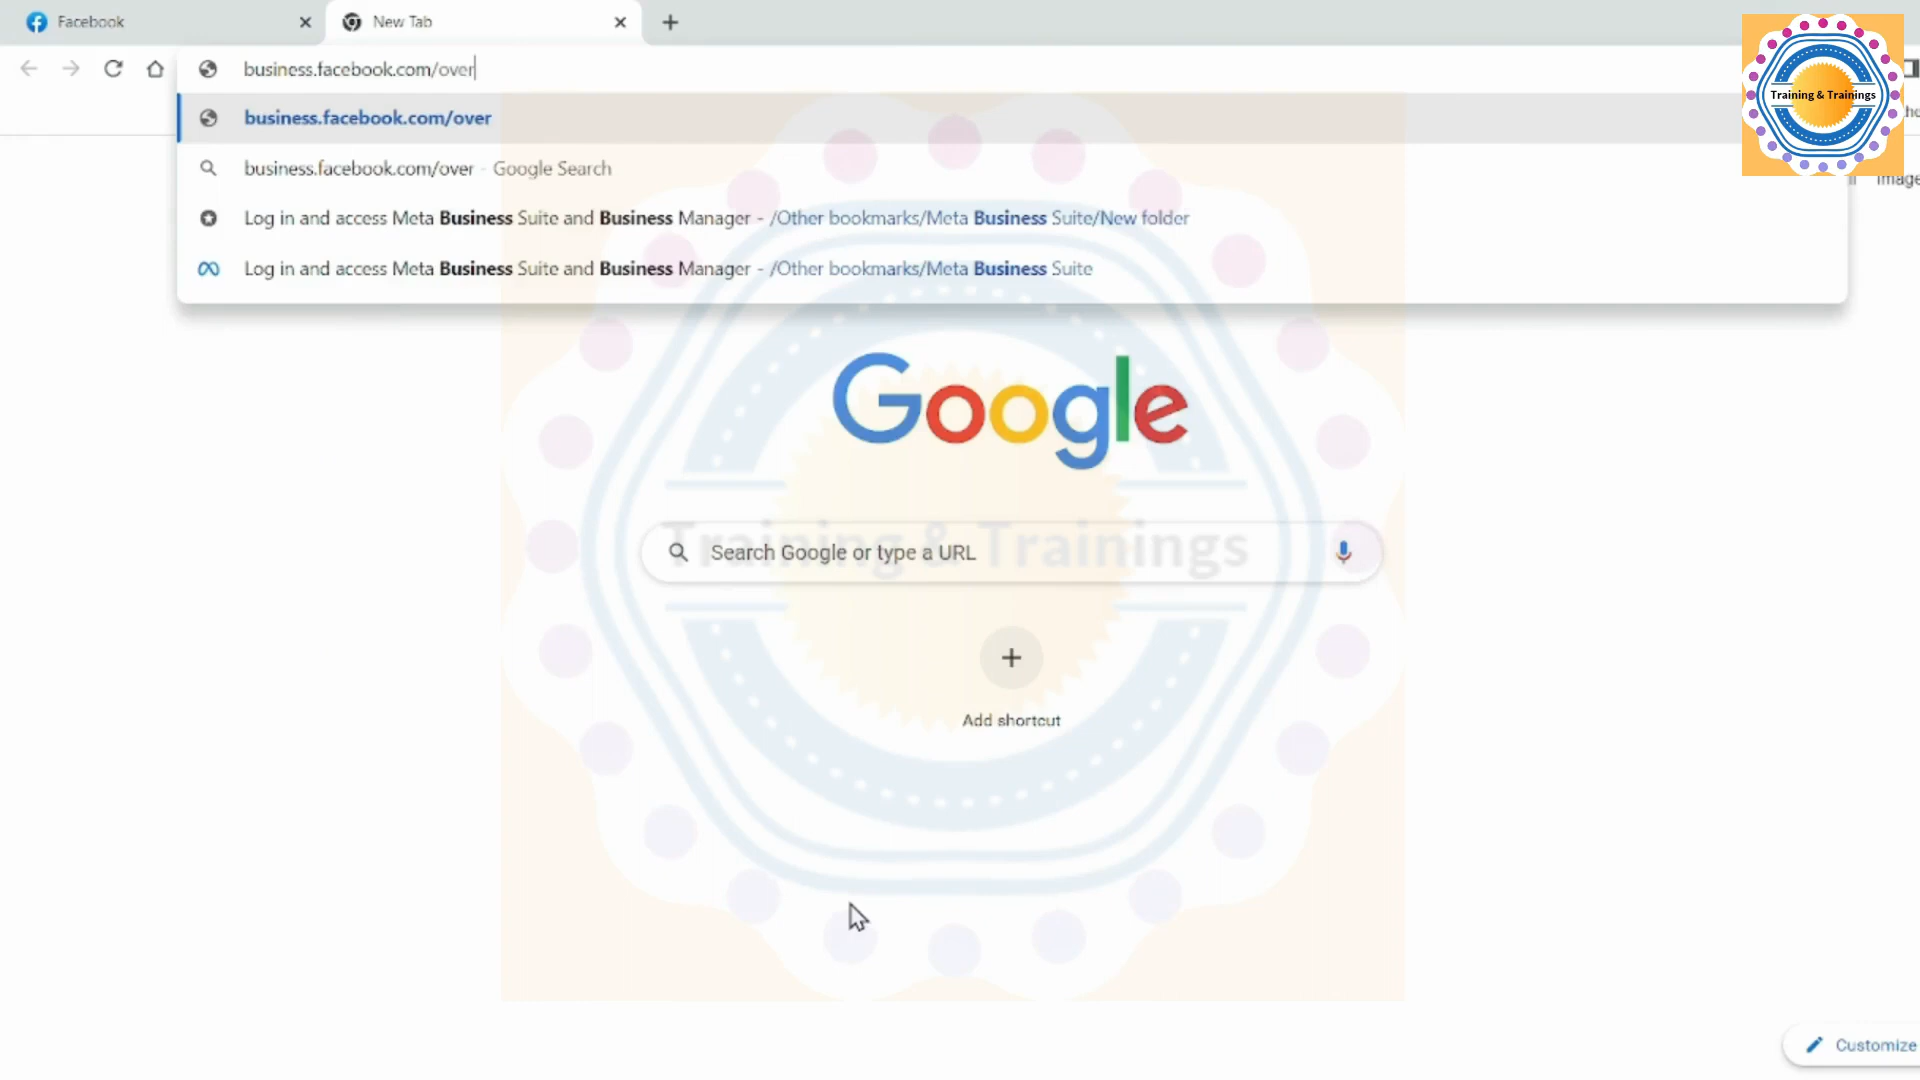 Facebook
New Tab
business.facebook.com/over
business.facebook.com/over
business.facebook.com/over - Google Search
Log in and access Meta Business Suite and Business Manager - /Other bookmarks/Meta Business Suite/New folder
Log in and access Meta Business Suite and Business Manager - /Other bookmarks/Meta Business Suite
Training & Trainings
Google
Training & Trainings
Search Google or type a URL
Add shortcut
Customize